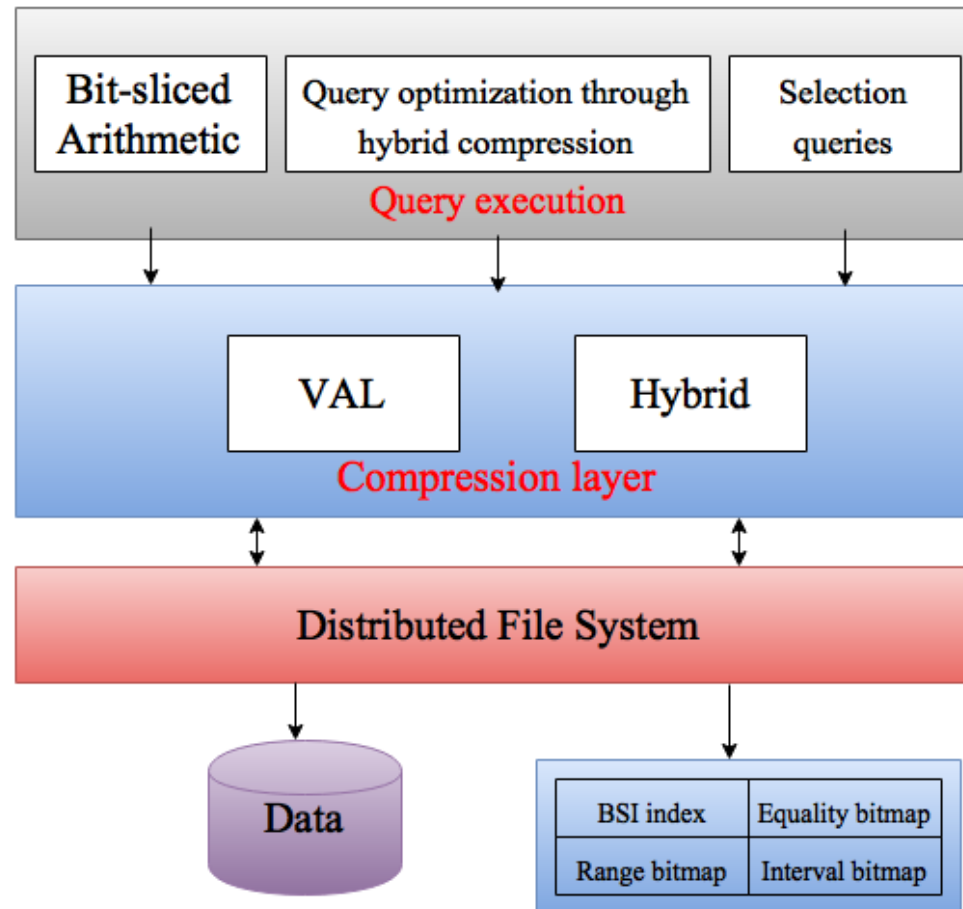 Bit-sliced
Arithmetic
Query optimization through
hybrid compression
Selection
queries
Query execution
VAL
Hybrid
Compression layer
Distributed File System
Data
BSI index
Equality bitmap
Range bitmap
Interval bitmap